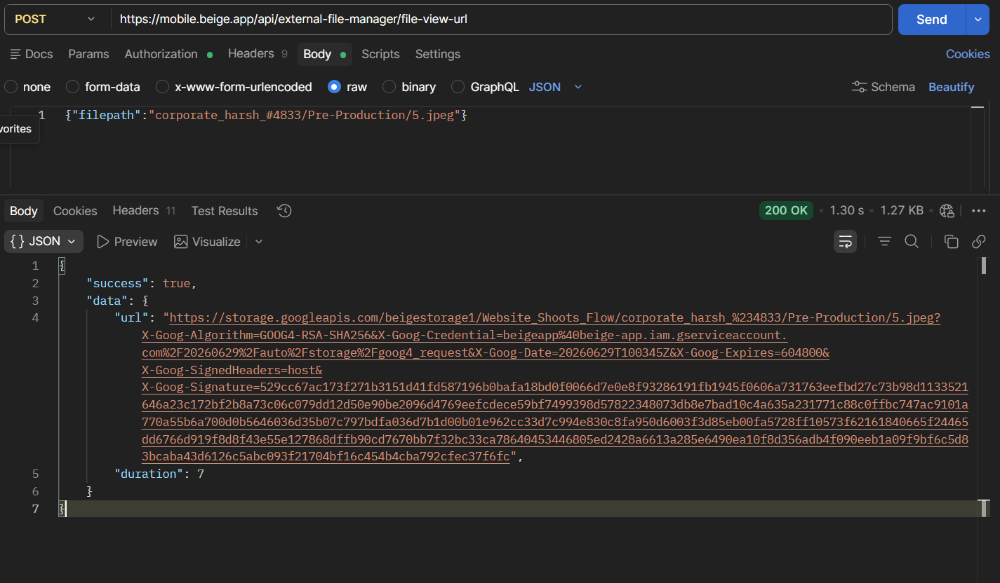 POST https://mobile.beige.app/api/external-file-manager/file-view-url Send
Docs Params Authorization Headers 9 Body Scripts Settings Cookies
none form-data x-www-form-urlencoded raw binary GraphQL JSON Schema Beautify
1 {"filepath":"corporate_harsh_#4833/Pre-Production/5.jpeg"}
vorites
Body Cookies Headers 11 Test Results 200 OK 1.30 s 1.27 KB
{} JSON Preview Visualize
1 {
2 "success": true,
3 "data": {
4 "url": "https://storage.googleapis.com/beigestorage1/Website_Shoots_Flow/corporate_harsh_%234833/Pre-Production/5.jpeg?
X-Goog-Algorithm=GOOG4-RSA-SHA256&X-Goog-Credential=beigeapp%40beige-app.iam.gserviceaccount.
com%2F20260629%2Fauto%2Fstorage%2Fgoog4_request&X-Goog-Date=20260629T100345Z&X-Goog-Expires=604800&
X-Goog-SignedHeaders=host&
X-Goog-Signature=529cc67ac173f271b3151d41fd587196b0bafa18bd0f0066d7e0e8f93286191fb1945f0606a731763eefbd27c73b98d1133521
646a23c172bf2b8a73c06c079dd12d50e90be2096d4769eefcdece59bf7499398d57822348073db8e7bad10c4a635a231771c88c0ffbc747ac9101a
770a55b6a700d0b5646036d35b07c797bdfa036d7b1d00b01e962cc33d7c994e830c8fa950d6003f3d85eb00fa5728ff10573f62161840665f24465
dd6766d919f8d8f43e55e127868dffb90cd7670bb7f32bc33ca78640453446805ed2428a6613a285e6490ea10f8d356adb4f090eeb1a09f9bf6c5d8
3bcaba43d6126c5abc093f21704bf16c454b4cba792cfec37f6fc",
5 "duration": 7
6 }
7 }